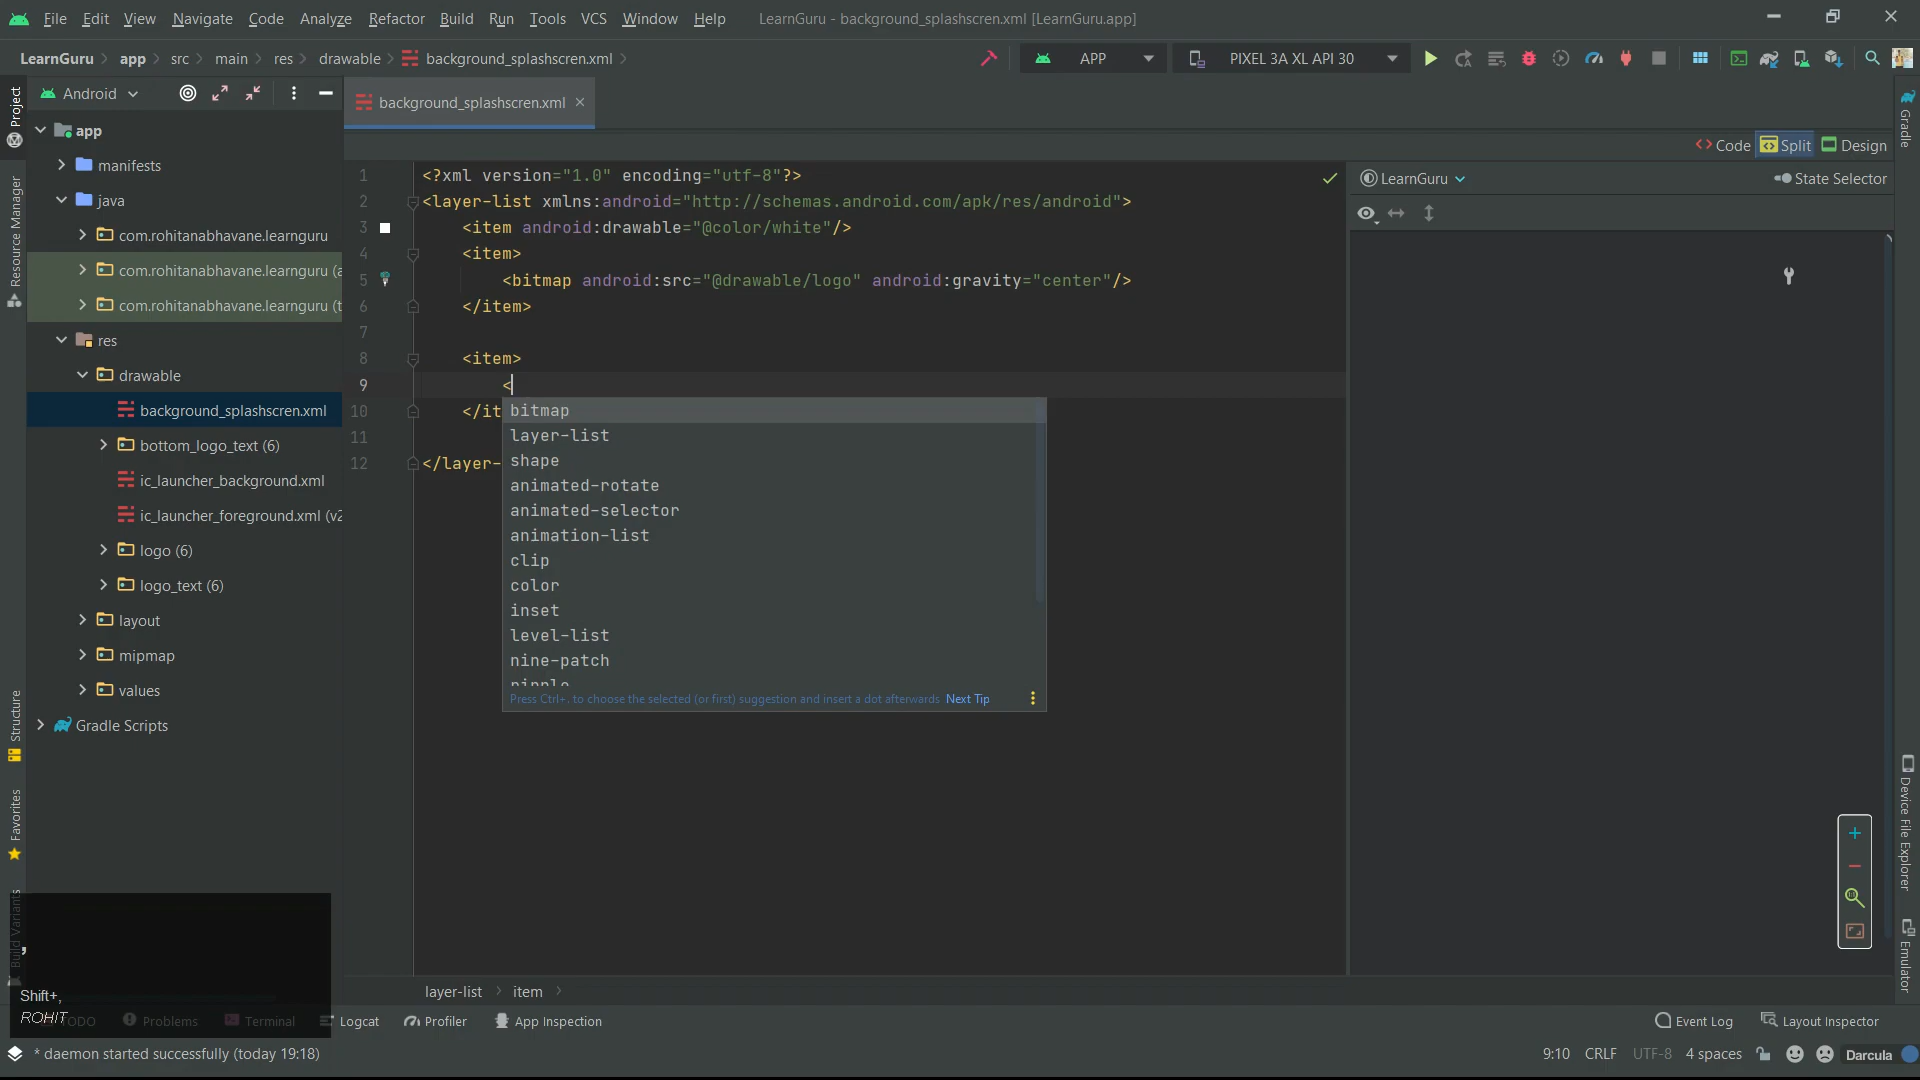 File Edit View Navigate Code Analyze Refactor Build Run Tools VCS Window Help LearnGuru - background_splashscren.xml [LearnGuru.app]
LearnGuru app src main res drawable background_splashscren.xml APP PIXEL 3A XL API 30
Project
Android
background_splashscren.xml
Gradle
app
manifests
java
com.rohitanabhavane.learnguru
com.rohitanabhavane.learnguru (a
com.rohitanabhavane.learnguru (t
res
drawable
background_splashscren.xml
bottom_logo_text (6)
ic_launcher_background.xml
ic_launcher_foreground.xml (v2
logo (6)
logo_text (6)
layout
mipmap
values
Gradle Scripts
Resource Manager
Structure
Favorites
Build Variants
Code Split Design
LearnGuru State Selector
1 <?xml version="1.0" encoding="utf-8"?>
2 <layer-list xmlns:android="http://schemas.android.com/apk/res/android">
3 <item android:drawable="@color/white"/>
4 <item>
5 <bitmap android:src="@drawable/logo" android:gravity="center"/>
6 </item>
7
8 <item>
9 <
10 </it
11
12 </layer-
bitmap
layer-list
shape
animated-rotate
animated-selector
animation-list
clip
color
inset
level-list
nine-patch
ripple
Press Ctrl+. to choose the selected (or first) suggestion and insert a dot afterwards Next Tip
Device File Explorer
Emulator
layer-list item
,
Shift+,
ROHIT
TODO Problems Terminal Logcat Profiler App Inspection Event Log Layout Inspector
* daemon started successfully (today 19:18) 9:10 CRLF UTF-8 4 spaces Darcula